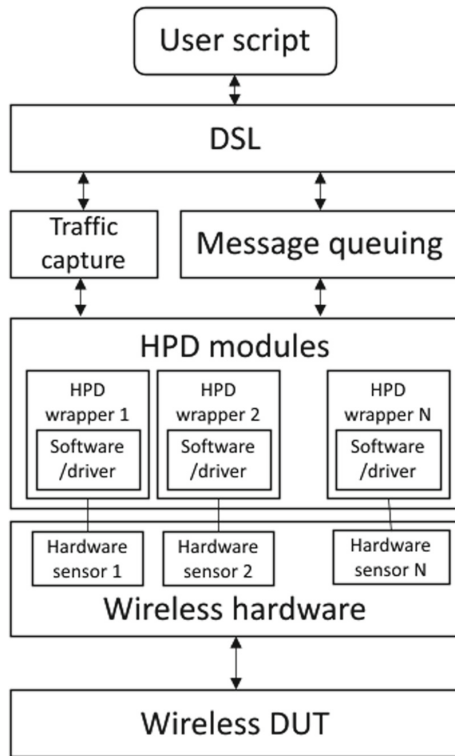 User script
DSL
Traffic
capture
Message queuing
HPD modules
HPD
wrapper 1
Software
/driver
HPD
wrapper 2
Software
/driver
HPD
wrapper N
Software
/driver
Hardware
sensor 1
Hardware
sensor 2
Hardware
sensor N
Wireless hardware
Wireless DUT